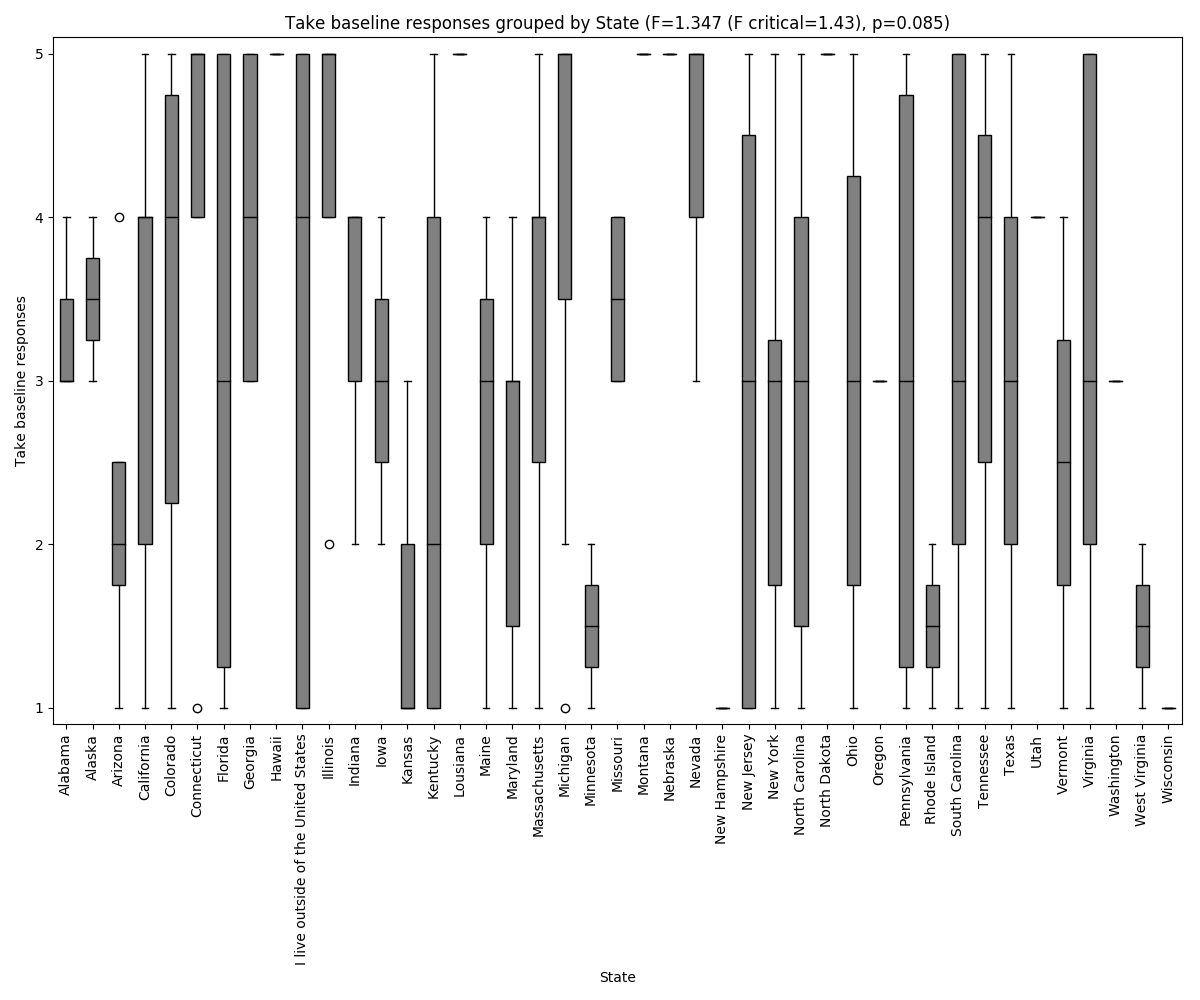 Take baseline responses grouped by State (F=1.347 (F critical=1.43), p=0.085)
Take baseline responses
5
4
3
2
1
Alabama
Alaska
Arizona
California
Colorado
Connecticut
Florida
Georgia
Hawaii
I live outside of the United States
Illinois
Indiana
Iowa
Kansas
Kentucky
Lousiana
Maine
Maryland
Massachusetts
Michigan
Minnesota
Missouri
Montana
Nebraska
Nevada
New Hampshire
New Jersey
New York
North Carolina
North Dakota
Ohio
Oregon
Pennsylvania
Rhode Island
South Carolina
Tennessee
Texas
Utah
Vermont
Virginia
Washington
West Virginia
Wisconsin
State